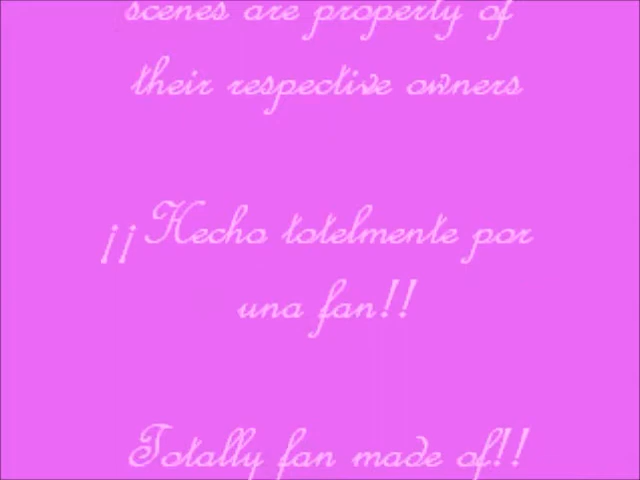 scenes are property of
their respective owners
¡¡Hecho totelmente por
una fan!!
Totally fan made of!!